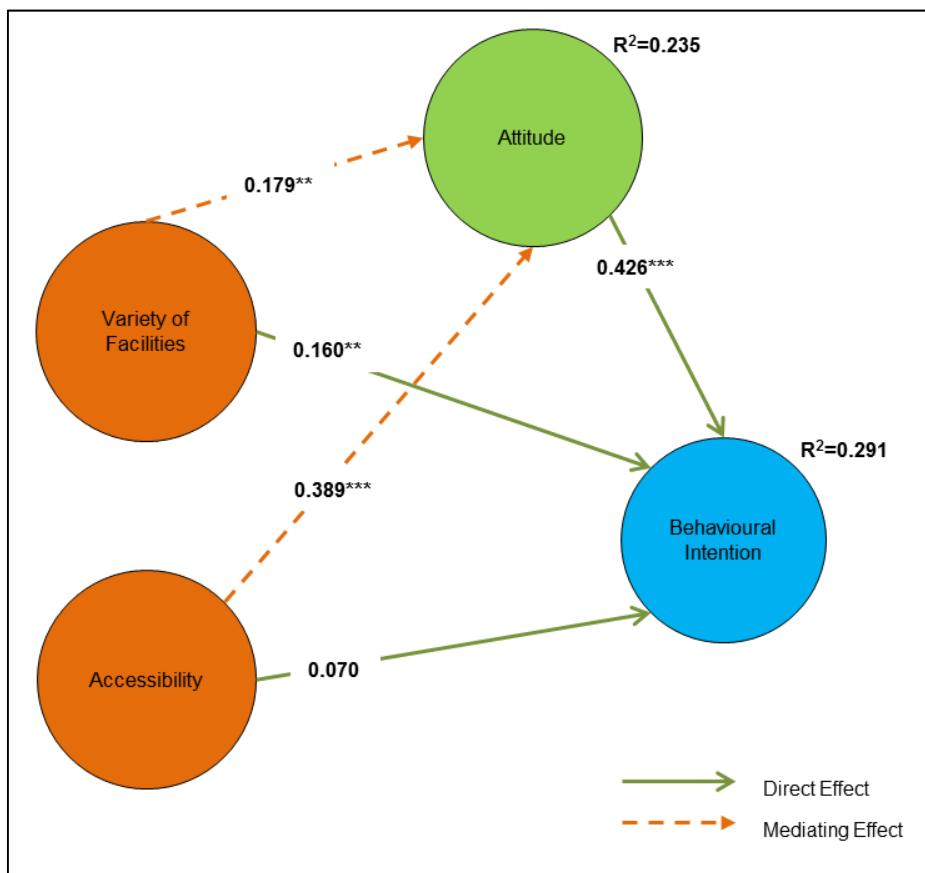 R²=0.235
Attitude
0.179**
Variety of
Facilities
0.426***
0.160**
R²=0.291
0.389***
Behavioural
Intention
Accessibility
0.070
Direct Effect
Mediating Effect